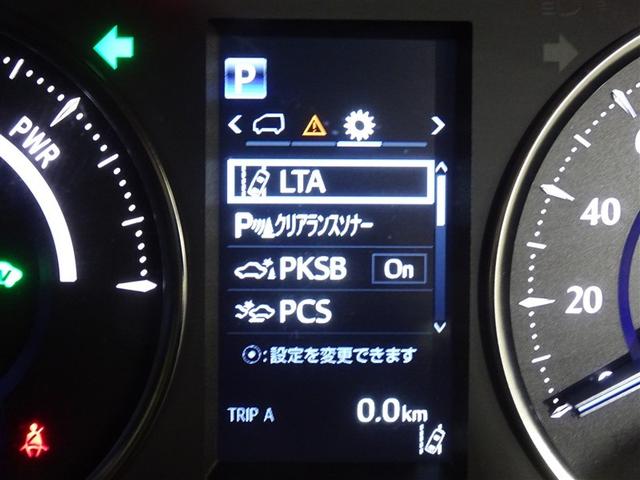 PWR
P
LTA
P クリアランスソナー
PKSB On
PCS
:設定を変更できます
TRIP A 0.0km
40
20